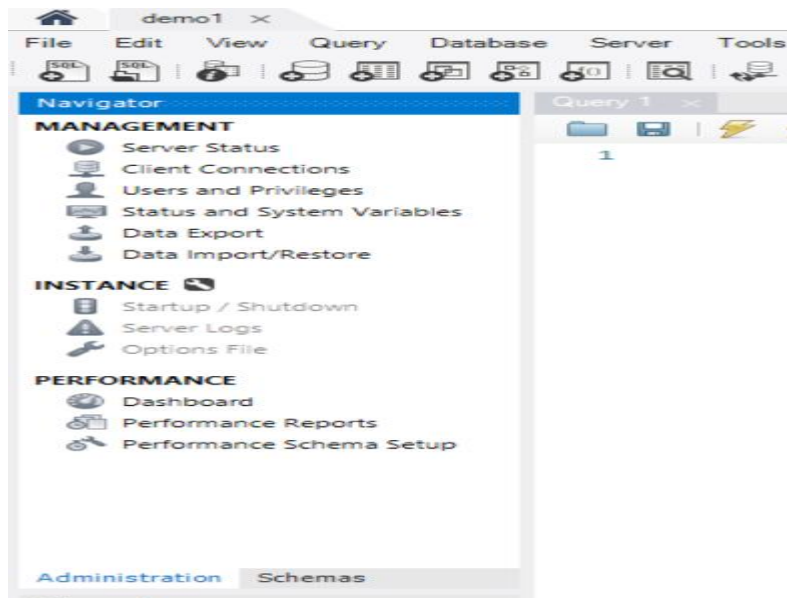 demo1
File Edit View Query Database Server Tools
SQL SQL
Navigator
Query 1
MANAGEMENT
1
Server Status
Client Connections
Users and Privileges
Status and System Variables
Data Export
Data Import/Restore
INSTANCE
Startup / Shutdown
Server Logs
Options File
PERFORMANCE
Dashboard
Performance Reports
Performance Schema Setup
Administration Schemas